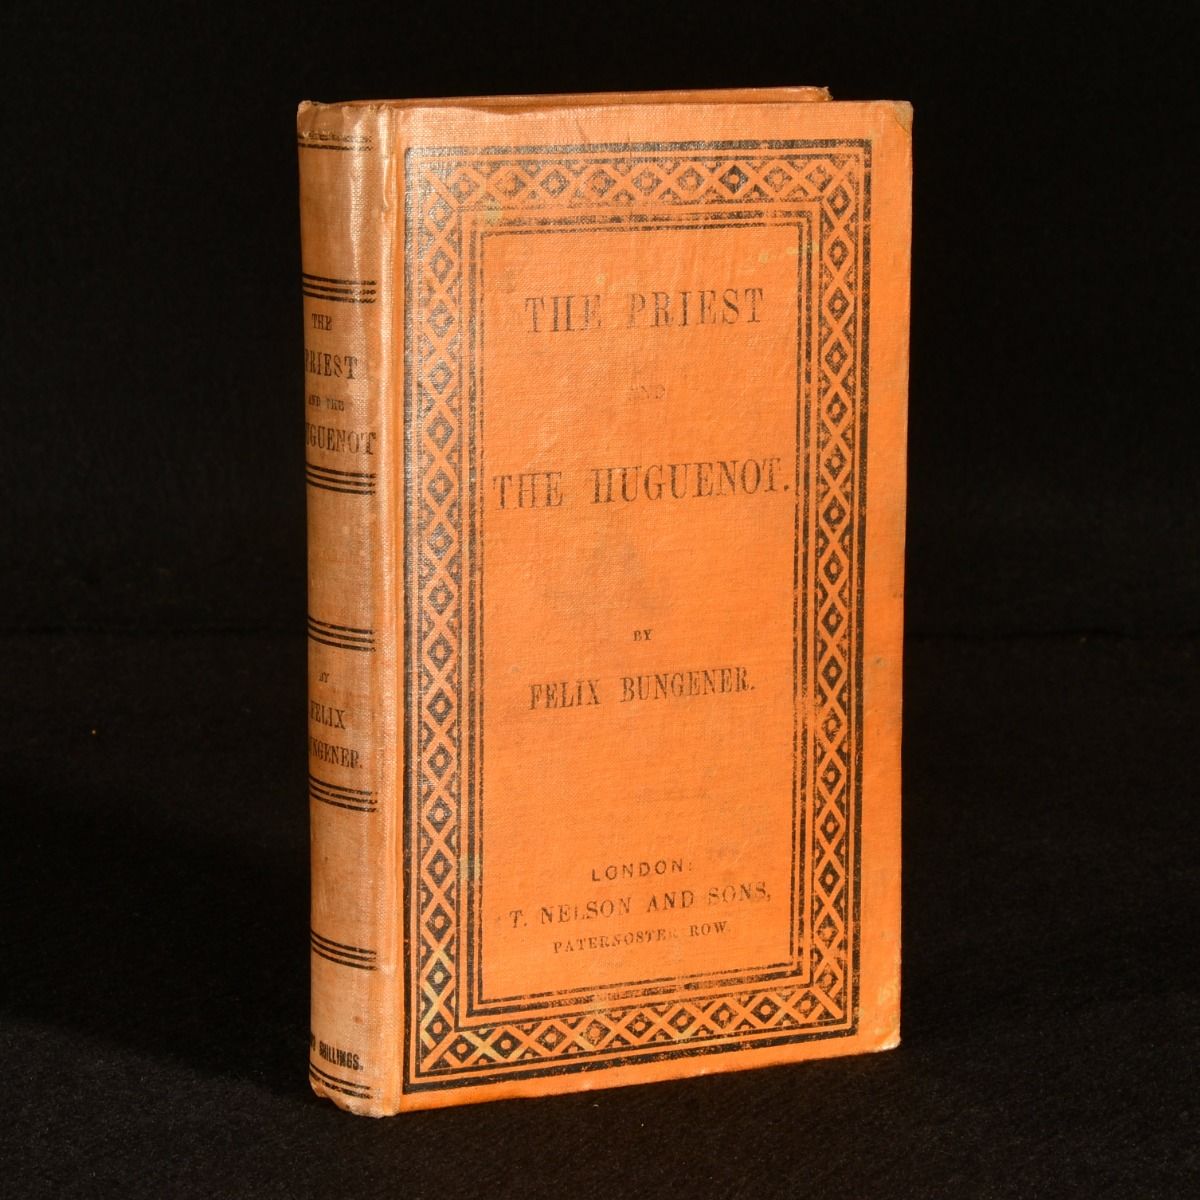 THE PRIEST
AND
THE HUGUENOT.
BY
FELIX BUNGENER.
LONDON:
T. NELSON AND SONS,
PATERNOSTER ROW.
THE
PRIEST
AND THE
HUGUENOT
BY
FELIX
BUNGENER.
SHILLINGS.